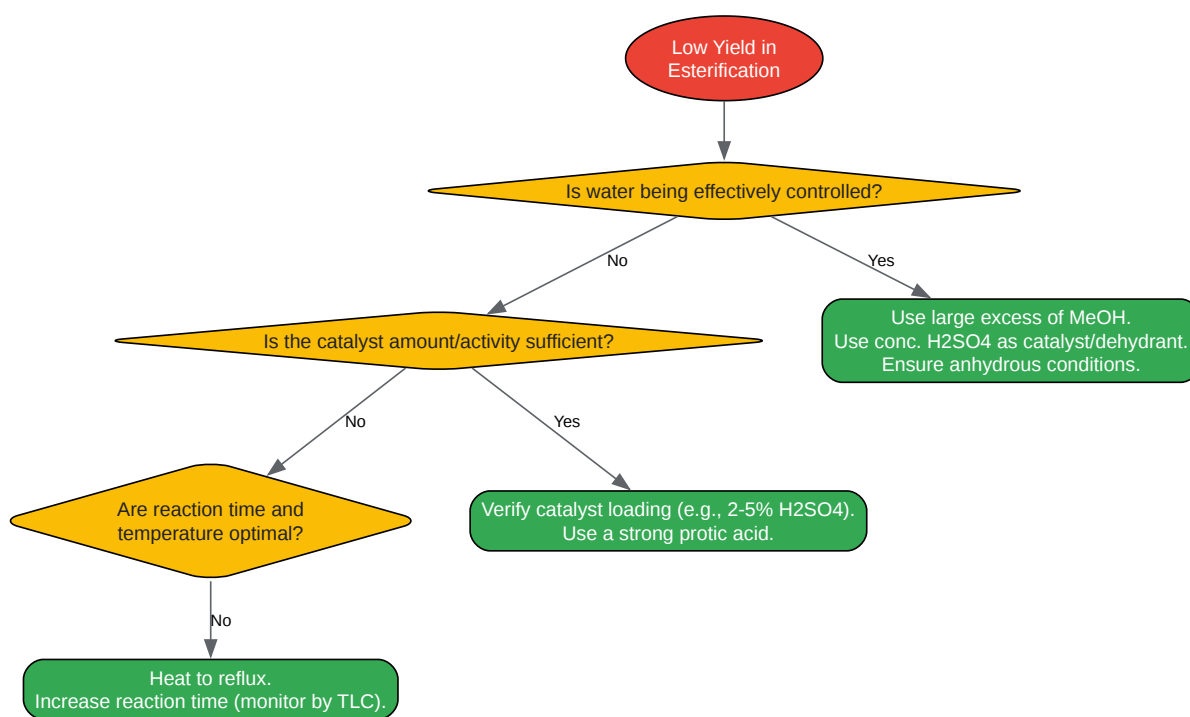 Low Yield in
Esterification
Is water being effectively controlled?
No
Yes
Use large excess of MeOH.
Use conc. H2SO4 as catalyst/dehydrant.
Ensure anhydrous conditions.
Is the catalyst amount/activity sufficient?
No
Yes
Are reaction time and
temperature optimal?
Verify catalyst loading (e.g., 2-5% H2SO4).
Use a strong protic acid.
No
Heat to reflux.
Increase reaction time (monitor by TLC).